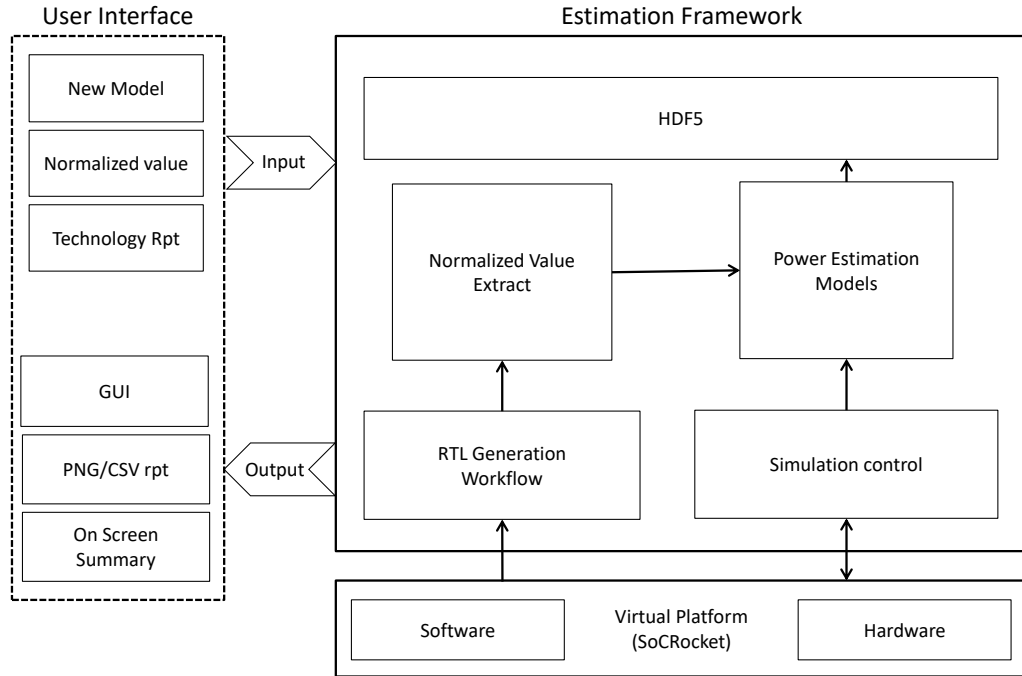 User Interface
Estimation Framework
New Model
Normalized value
Technology Rpt
Input
GUI
PNG/CSV rpt
On Screen
Summary
Output
HDF5
Normalized Value
Extract
Power Estimation
Models
RTL Generation
Workflow
Simulation control
Software
Virtual Platform
(SoCRocket)
Hardware